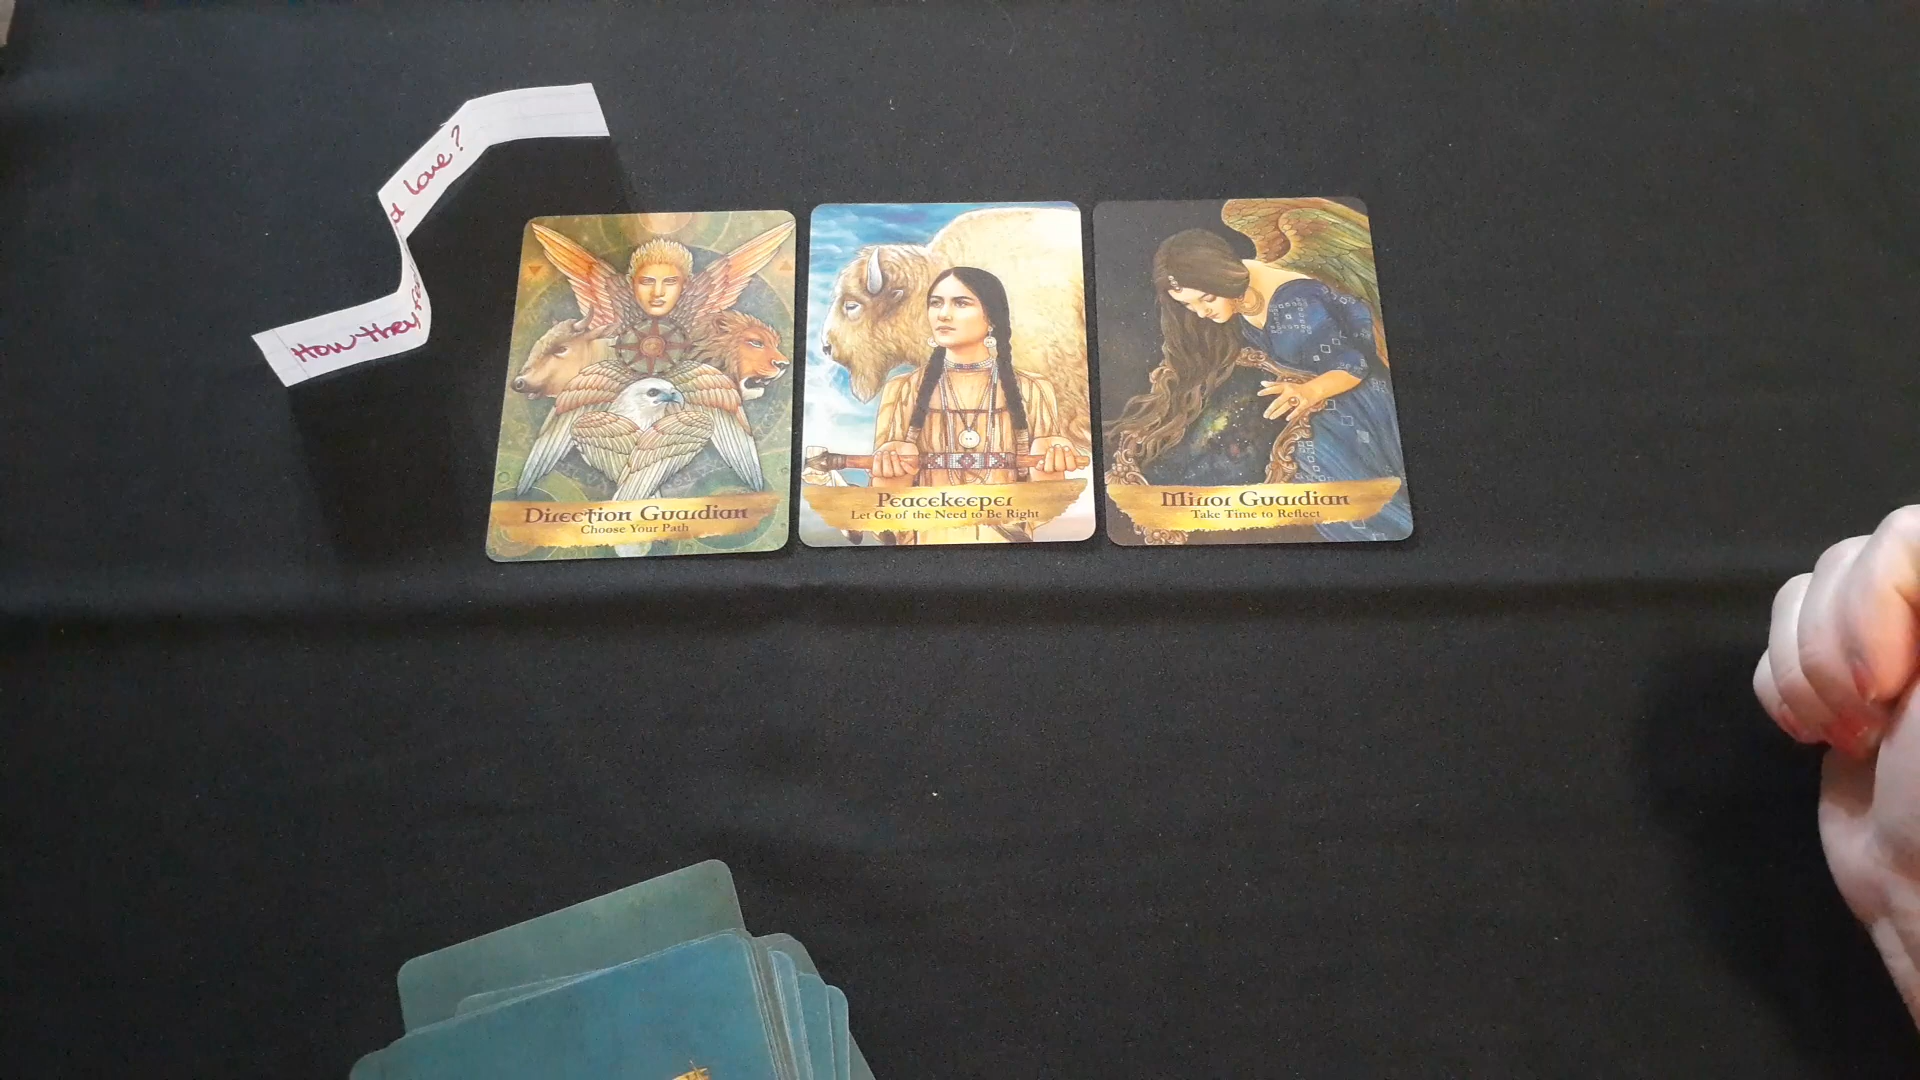 How they
love?
Direction Guardian
Choose Your Path
Peacekeeper
Let Go of the Need to Be Right
Mirror Guardian
Take Time to Reflect